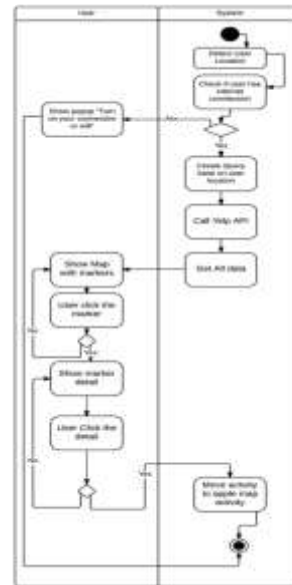 User
System
Detect User
Location
Check if user has
internet
connection
Show popup "Turn
on your connection
or wifi"
No
Yes
Create Query
base on user
location
Call Yelp API
Get All data
Show Map
with markers
User click the
marker
No
Yes
Show marker
detail
User Click the
detail
No
Yes
Move activity
to apple map
activity